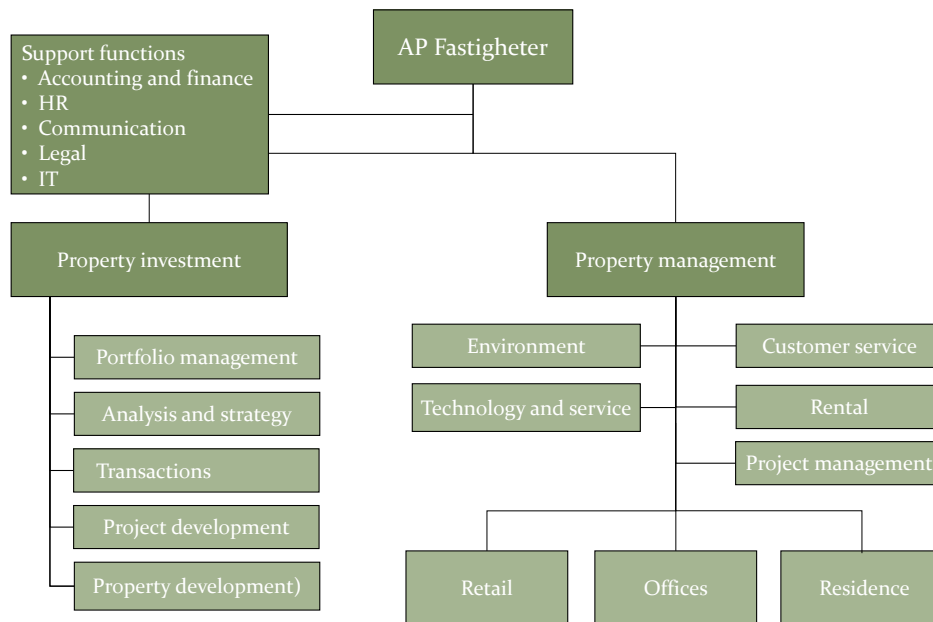 AP Fastigheter
Support functions
• Accounting and finance
• HR
• Communication
• Legal
• IT
Property investment
Property management
Portfolio management
Analysis and strategy
Transactions
Project development
Property development)
Environment
Customer service
Technology and service
Rental
Project management
Retail
Offices
Residence